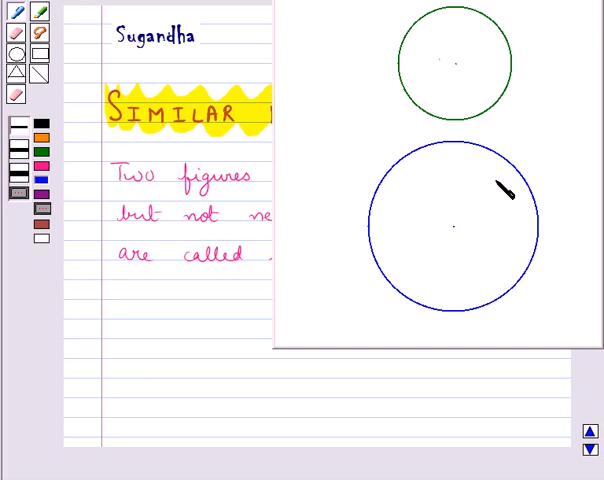 Sugandha
SIMILAR
Two figures
but not ne
are called